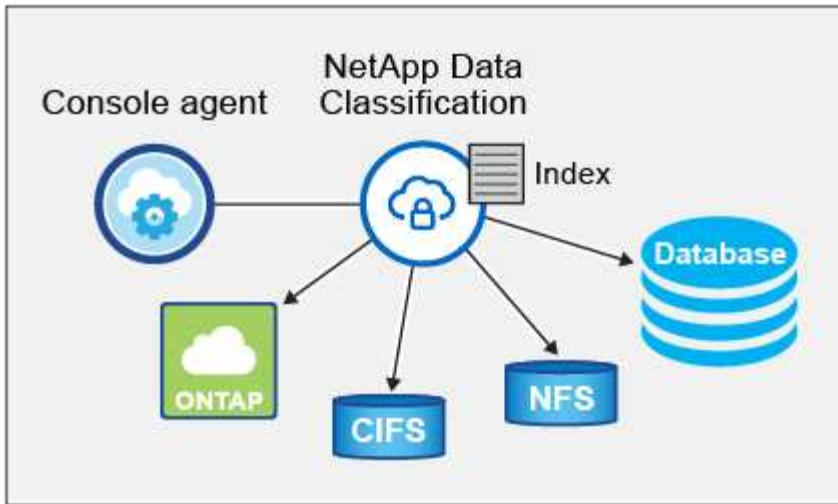 NetApp Data
Classification
Console agent
Index
Database
ONTAP
CIFS
NFS